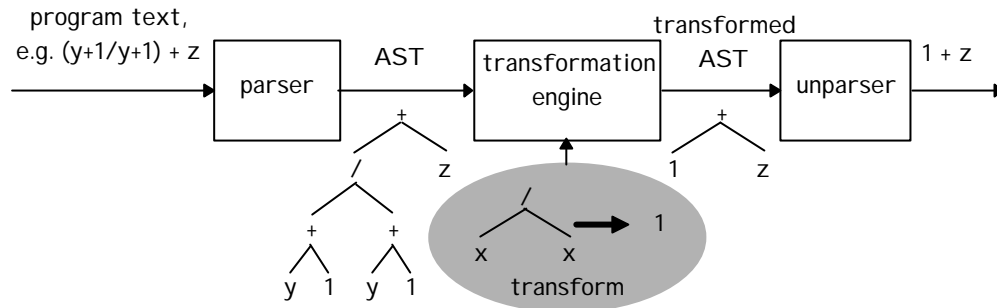 program text,
e.g. (y+1/y+1) + z
parser
AST
+
/
z
+
+
y 1 y 1
transformation
engine
/
x x
1
transform
transformed
AST
+
1 z
unparser
1 + z